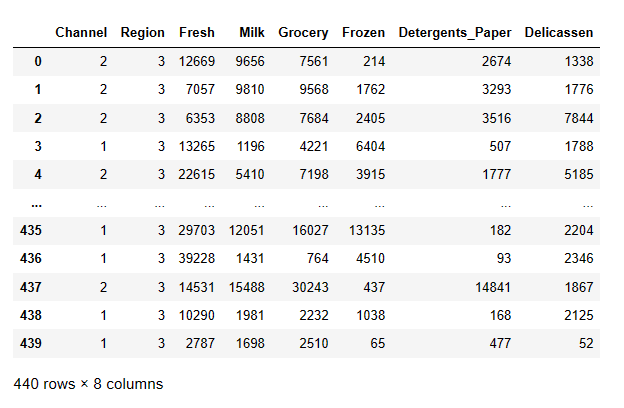 Channel Region Fresh Milk Grocery Frozen Detergents_Paper Delicassen
0 2 3 12669 9656 7561 214 2674 1338
1 2 3 7057 9810 9568 1762 3293 1776
2 2 3 6353 8808 7684 2405 3516 7844
3 1 3 13265 1196 4221 6404 507 1788
4 2 3 22615 5410 7198 3915 1777 5185
... ... ... ... ... ... ... ... ...
435 1 3 29703 12051 16027 13135 182 2204
436 1 3 39228 1431 764 4510 93 2346
437 2 3 14531 15488 30243 437 14841 1867
438 1 3 10290 1981 2232 1038 168 2125
439 1 3 2787 1698 2510 65 477 52
440 rows × 8 columns